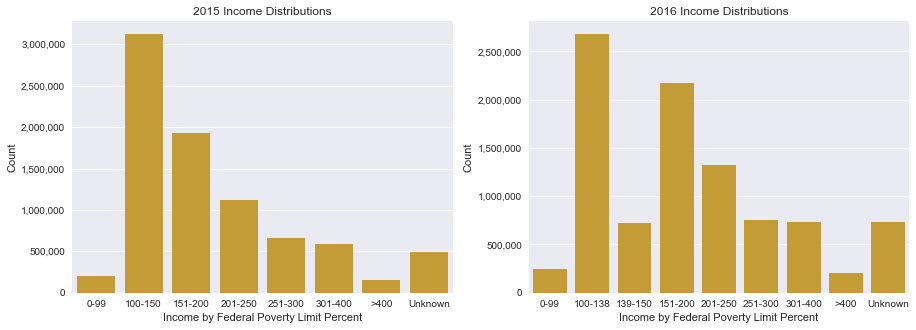 2015 Income Distributions
3,000,000
2,500,000
2,000,000
1,500,000
1,000,000
500,000
0
Count
0-99 100-150 151-200 201-250 251-300 301-400 >400 Unknown
Income by Federal Poverty Limit Percent
2016 Income Distributions
2,500,000
2,000,000
1,500,000
1,000,000
500,000
0
Count
0-99 100-138 139-150 151-200 201-250 251-300 301-400 >400 Unknown
Income by Federal Poverty Limit Percent